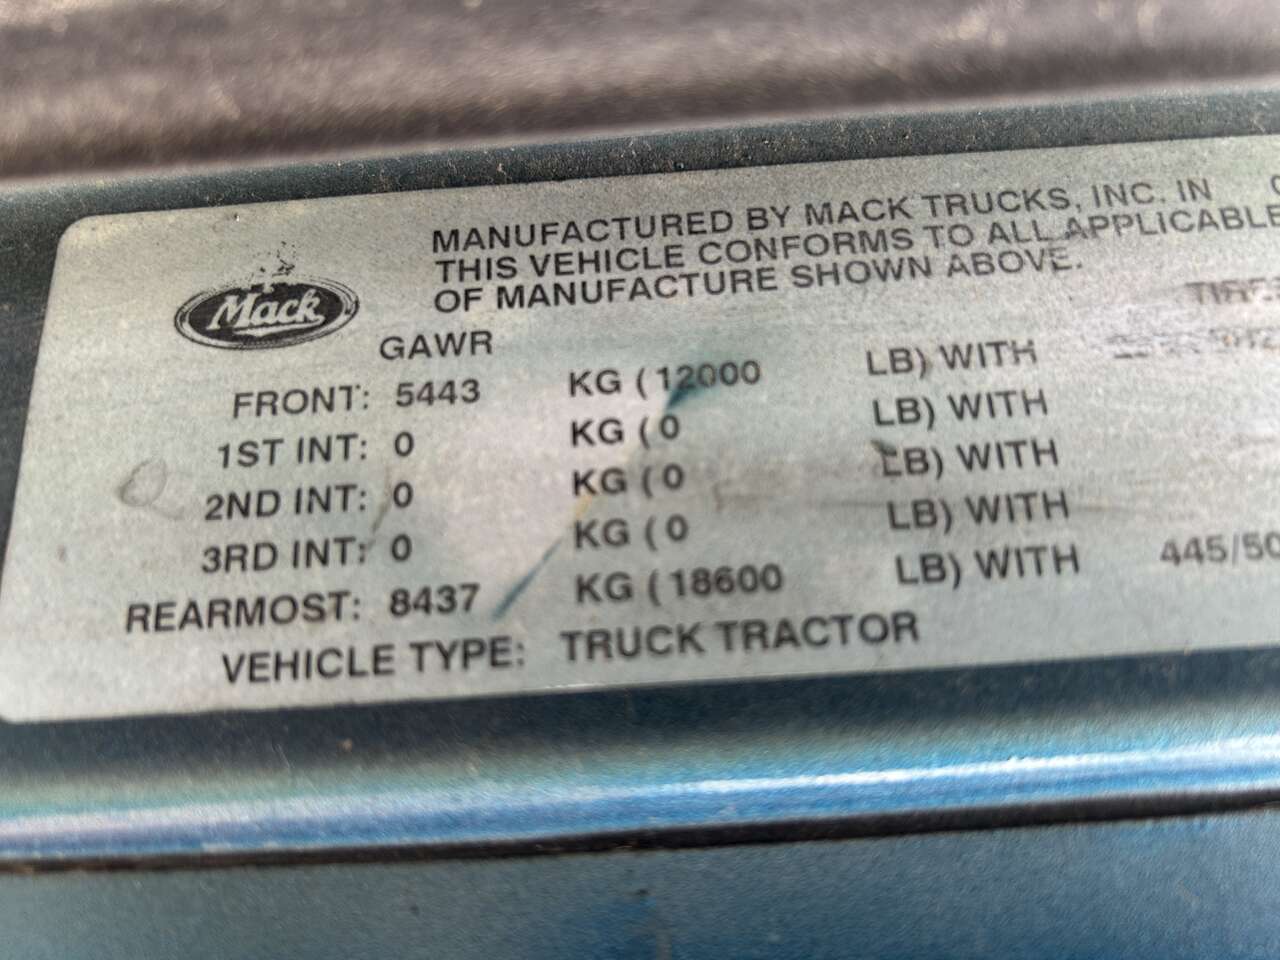 Mack
MANUFACTURED BY MACK TRUCKS, INC. IN
THIS VEHICLE CONFORMS TO ALL APPLICABLE
OF MANUFACTURE SHOWN ABOVE.
GAWR
FRONT: 5443 KG (12000 LB) WITH
1ST INT: 0 KG (0 LB) WITH
2ND INT: 0 KG (0 LB) WITH
3RD INT: 0 KG (0 LB) WITH
REARMOST: 8437 KG (18600 LB) WITH 445/50
VEHICLE TYPE: TRUCK TRACTOR